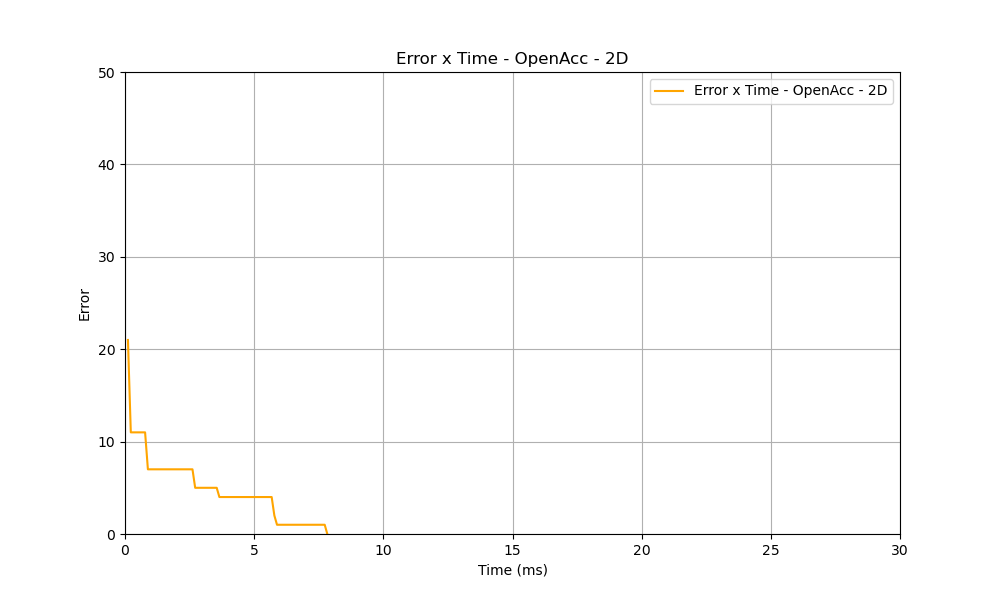 Error x Time - OpenAcc - 2D
Error x Time - OpenAcc - 2D
50
40
30
20
10
0
Error
0 5 10 15 20 25 30
Time (ms)